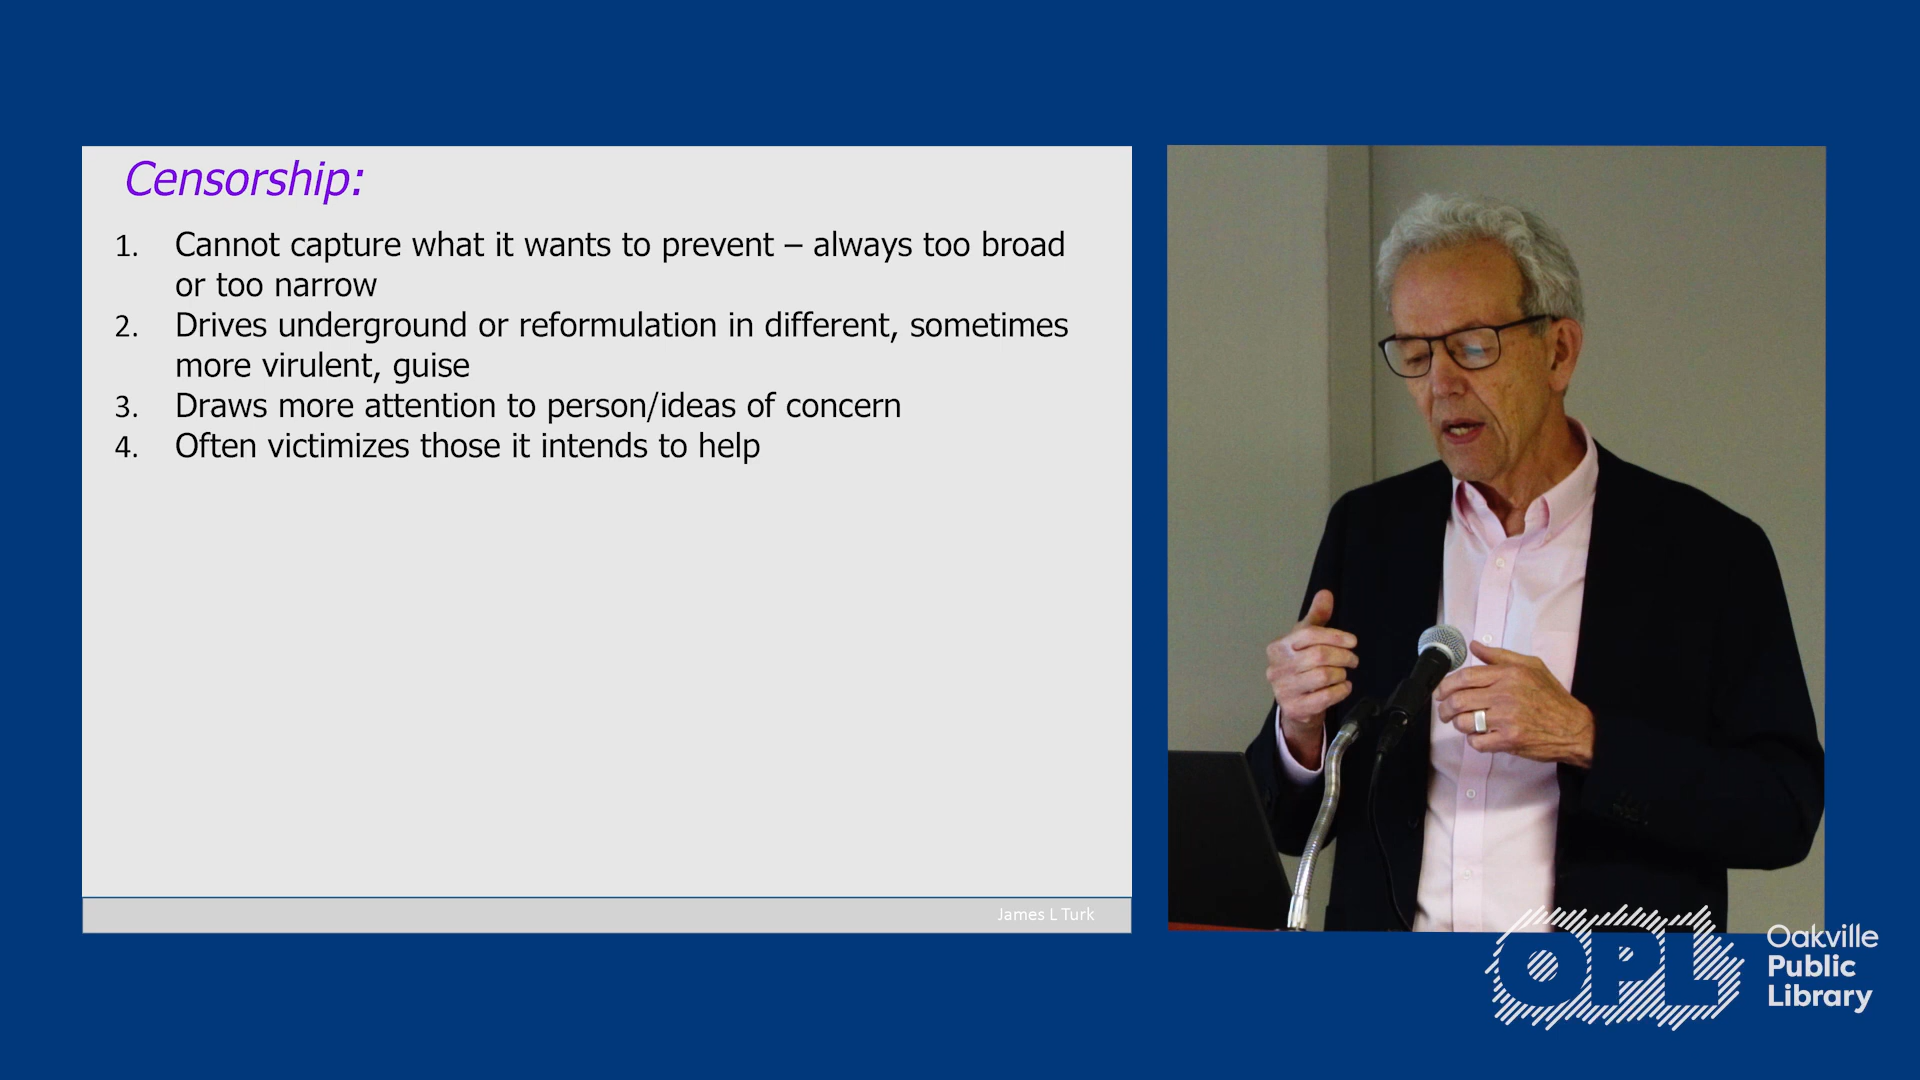 Censorship:
1. Cannot capture what it wants to prevent – always too broad
or too narrow
2. Drives underground or reformulation in different, sometimes
more virulent, guise
3. Draws more attention to person/ideas of concern
4. Often victimizes those it intends to help
James L Turk
OPL
Oakville
Public
Library